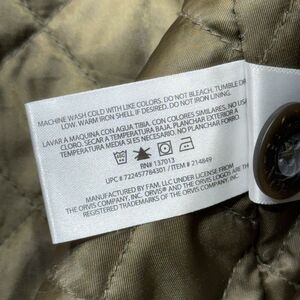 MACHINE WASH COLD WITH LIKE COLORS. DO NOT BLEACH. TUMBLE DRY
LOW. WARM IRON SHELL IF DESIRED. DO NOT IRON LINING.
LAVAR A MAQUINA CON AGUA TIBIA. CON COLORES SIMILARES. NO USAR
CLORO. SECAR A TEMPERATURA BAJA. PLANCHAR EXTERIOR A
TEMPERATURA MEDIA SI ES NECESARIO. NO PLANCHAR FORRO
RN# 137013
UPC # 722457784301 / ITEM # 214849
MANUFACTURED BY FAM, LLC UNDER LICENSE FROM
THE ORVIS COMPANY, INC. ORVIS® AND THE ORVIS LOGOS ARE
REGISTERED TRADEMARKS OF THE ORVIS COMPANY, INC.